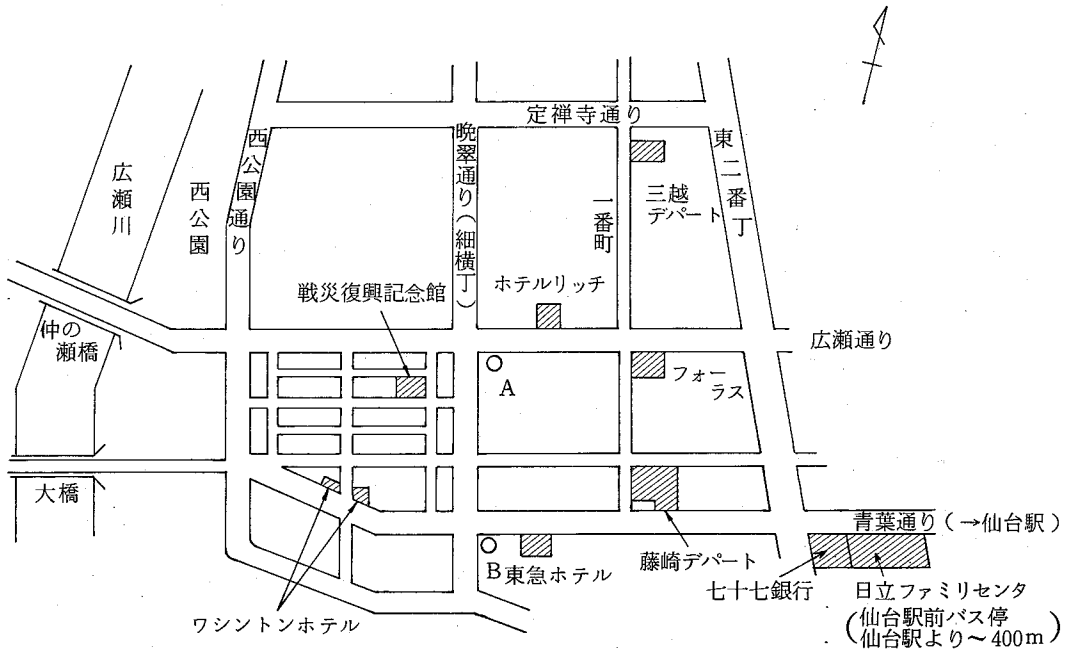 定禅寺通り
西公園通り
晩翠通り(細横丁)
東二番丁
広瀬川
西公園
一番町
三越
デパート
ホテルリッチ
戦災復興記念館
仲の
瀬橋
広瀬通り
フォー
ラス
A
大橋
青葉通り(→仙台駅)
B東急ホテル
藤崎デパート
七十七銀行
日立ファミリセンタ
(仙台駅前バス停
仙台駅より~400m)
ワシントンホテル